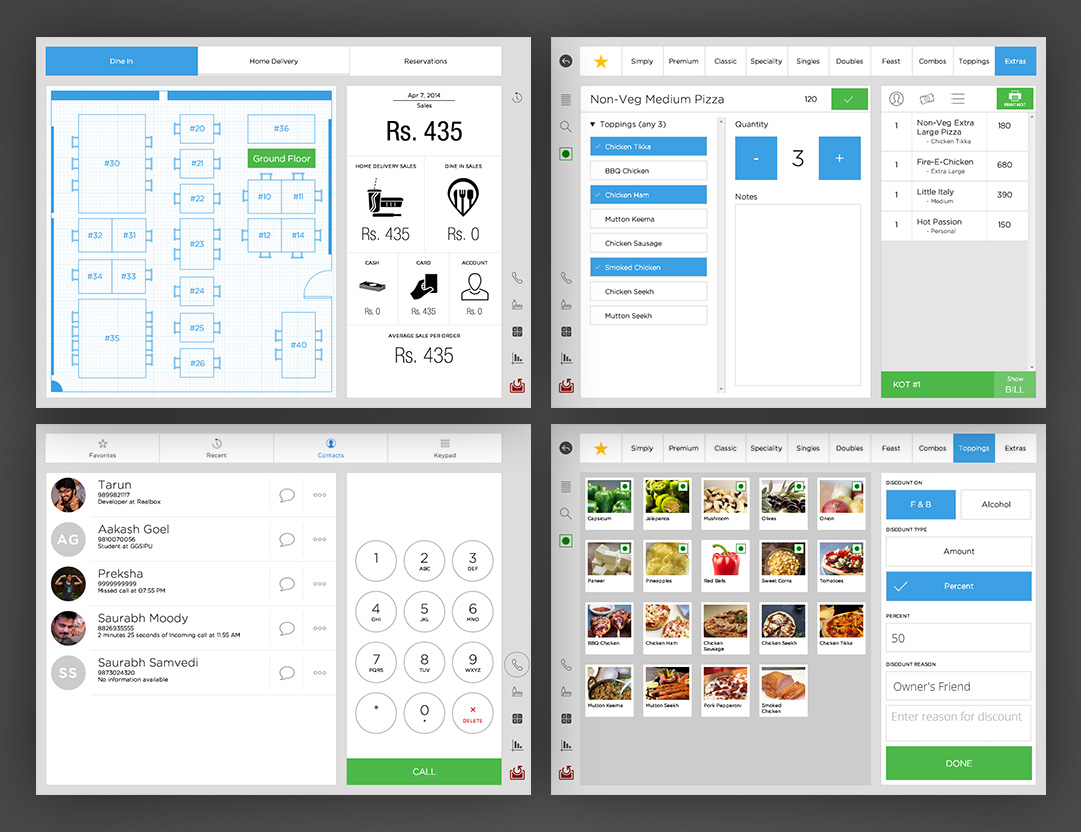 Dine In
Home Delivery
Reservations
#20
#36
#30
#21
Ground Floor
#22
#10
#11
#32
#31
#23
#12
#14
#34
#33
#24
#35
#25
#40
#26
Apr 7, 2014
Sales
Rs. 435
HOME DELIVERY SALES
DINE IN SALES
Rs. 435
Rs. 0
CASH
CARD
ACCOUNT
Rs. 0
Rs. 435
Rs. 0
AVERAGE SALE PER ORDER
Rs. 435
Simply
Premium
Classic
Specialty
Singles
Doubles
Feast
Combos
Toppings
Extras
Non-Veg Medium Pizza
120
Toppings (any 3)
Chicken Tikka
BBQ Chicken
Chicken Ham
Mutton Keema
Chicken Sausage
Smoked Chicken
Chicken Seekh
Mutton Seekh
Quantity
-
3
+
Notes
PRINT KOT
1
Non-Veg Extra
Large Pizza
- Chicken Tikka
180
1
Fire-E-Chicken
- Extra Large
680
1
Little Italy
- Medium
390
1
Hot Passion
- Personal
150
KOT #1
Show
BILL
Favorites
Recent
Contacts
Keypad
Tarun
9899821117
Developer at Realbox
AG
Aakash Goel
9810070056
Student at GGSIPU
Preksha
9999999999
Missed call at 07:55 PM
Saurabh Moody
8826935555
2 minutes 25 seconds of Incoming call at 11:55 AM
SS
Saurabh Samvedi
9873024320
No information available
1
2
ABC
3
DEF
4
GHI
5
JKL
6
MNO
7
PQRS
8
TUV
9
WXYZ
*
0
DELETE
CALL
Simply
Premium
Classic
Specialty
Singles
Doubles
Feast
Combos
Toppings
Extras
Capsicum
Jalapenos
Mushroom
Olives
Onion
Paneer
Pineapples
Red Bells
Sweet Corns
Tomatoes
BBQ Chicken
Chicken Ham
Chicken
Sausage
Chicken Seekh
Chicken Tikka
Mutton Keema
Mutton Seekh
Pork Pepperoni
Smoked
Chicken
DISCOUNT ON
F & B
Alcohol
DISCOUNT TYPE
Amount
Percent
PERCENT
50
DISCOUNT REASON
Owner's Friend
Enter reason for discount
DONE